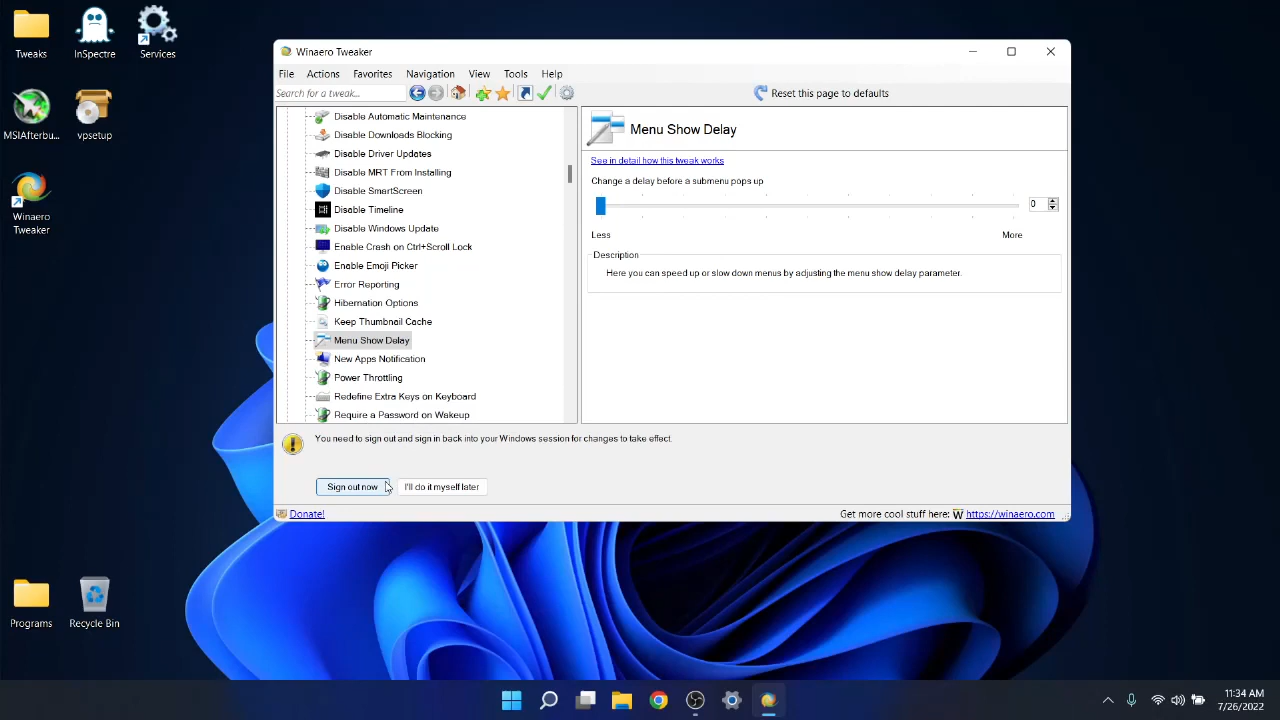 Tweaks
InSpectre
Services
MSIAfterbu...
vpsetup
Winaero
Tweaker
Programs
Recycle Bin
Winaero Tweaker
File Actions Favorites Navigation View Tools Help
Search for a tweak...
Reset this page to defaults
Disable Automatic Maintenance
Disable Downloads Blocking
Disable Driver Updates
Disable MRT From Installing
Disable SmartScreen
Disable Timeline
Disable Windows Update
Enable Crash on Ctrl+Scroll Lock
Enable Emoji Picker
Error Reporting
Hibernation Options
Keep Thumbnail Cache
Menu Show Delay
New Apps Notification
Power Throttling
Redefine Extra Keys on Keyboard
Require a Password on Wakeup
Menu Show Delay
See in detail how this tweak works
Change a delay before a submenu pops up
0
Less More
Description
Here you can speed up or slow down menus by adjusting the menu show delay parameter.
You need to sign out and sign in back into your Windows session for changes to take effect.
Sign out now I'll do it myself later
Donate! Get more cool stuff here: W https://winaero.com
11:34 AM
7/26/2022